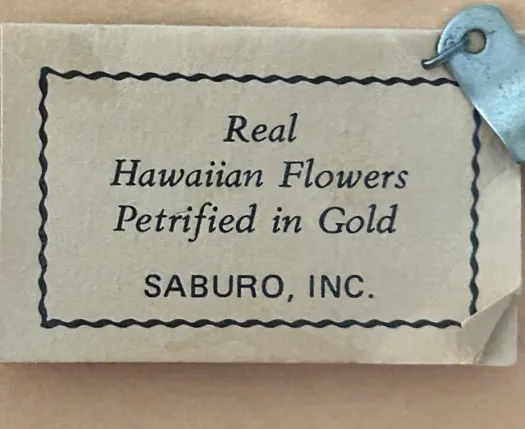 Real
Hawaiian Flowers
Petrified in Gold
SABURO, INC.